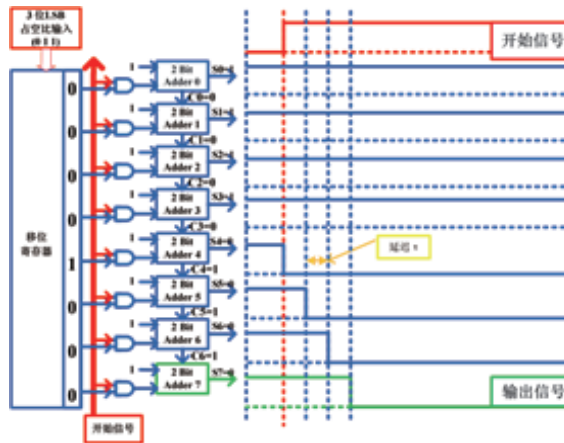 3 位LSB
占空比输入
(0 1 1)
移位
寄存器
0
0
0
0
1
0
0
0
开始信号
1
2 Bit
Adder 0
S0=1
C0=0
1
2 Bit
Adder 1
S1=1
C1=0
1
2 Bit
Adder 2
S2=1
C2=0
1
2 Bit
Adder 3
S3=1
C3=0
1
2 Bit
Adder 4
S4=0
C4=1
1
2 Bit
Adder 5
S5=0
C5=1
1
2 Bit
Adder 6
S6=0
C6=1
1
2 Bit
Adder 7
S7=0
开始信号
延迟 τ
输出信号